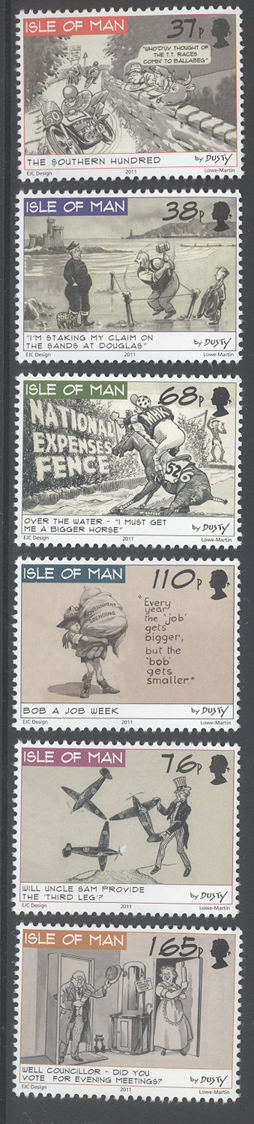 ISLE OF MAN
37p
"WHO'D UV THOUGHT OF
THE T.T. RACES
COMIN' TO BALLABEG"
THE SOUTHERN HUNDRED
by DUSTY
EJC Design
2011
Lowe-Martin
ISLE OF MAN
38p
"I'M STAKING MY CLAIM ON
THE SANDS AT DOUGLAS"
by DUSTY
EJC Design
2011
Lowe-Martin
ISLE OF MAN
68p
NATIONAL
EXPENSES
FENCE
526
OVER THE WATER - "I MUST GET
ME A BIGGER HORSE"
by DUSTY
EJC Design
2011
Lowe-Martin
ISLE OF MAN
110p
GOVERNMENT
SPENDING
"Every
year
the 'job'
gets
bigger,
but the
'bob'
gets
smaller."
BOB A JOB WEEK
by DUSTY
EJC Design
2011
Lowe-Martin
ISLE OF MAN
76p
WILL UNCLE SAM PROVIDE
THE 'THIRD LEG'?
by DUSTY
EJC Design
2011
Lowe-Martin
ISLE OF MAN
165p
WELL COUNCILLOR - DID YOU
VOTE FOR EVENING MEETINGS?
by DUSTY
EJC Design
2011
Lowe-Martin